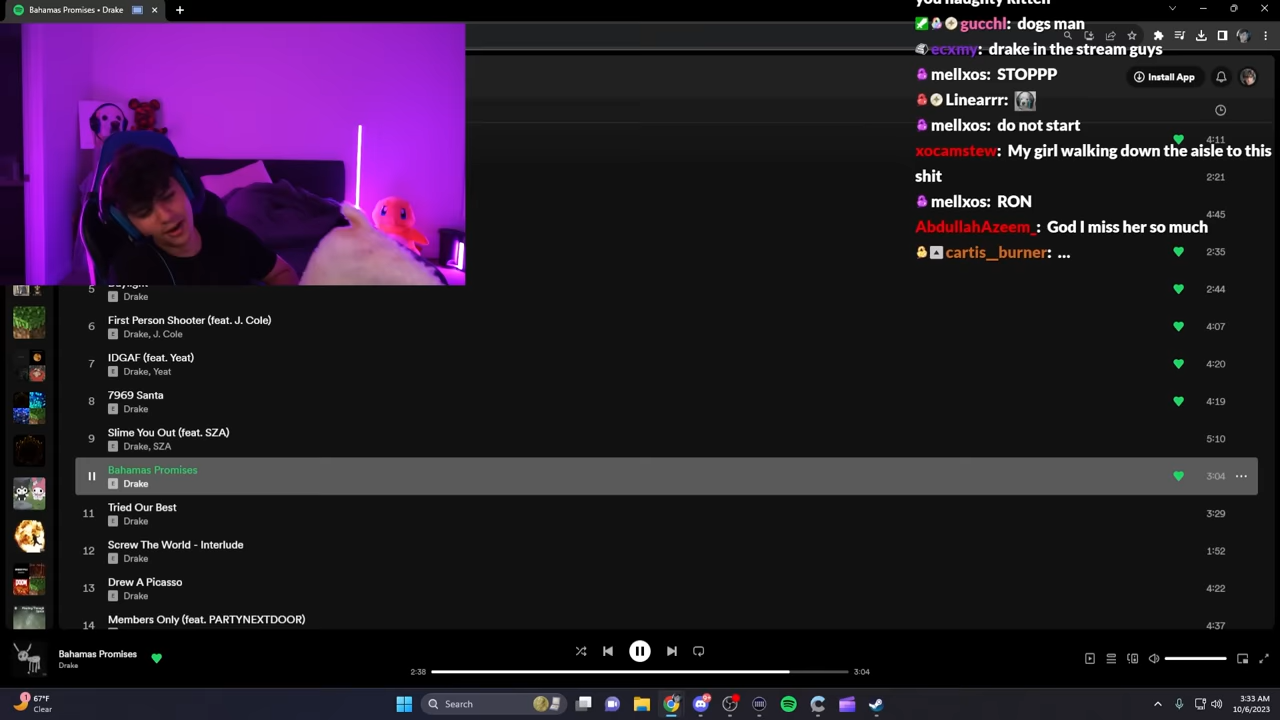 Bahamas Promises • Drake
you naughty kitten
gucchl: dogs man
ecxmy: drake in the stream guys
mellxos: STOPPP
Install App
Linearrr:
mellxos: do not start
4:11
xocamstew: My girl walking down the aisle to this
shit
2:21
mellxos: RON
4:45
AbdullahAzeem_: God I miss her so much
cartis__burner: ...
2:35
5
Drake
2:44
6
First Person Shooter (feat. J. Cole)
E Drake, J. Cole
4:07
7
IDGAF (feat. Yeat)
E Drake, Yeat
4:20
8
7969 Santa
E Drake
4:19
9
Slime You Out (feat. SZA)
E Drake, SZA
5:10
Bahamas Promises
E Drake
3:04
11
Tried Our Best
E Drake
3:29
12
Screw The World - Interlude
E Drake
1:52
13
Drew A Picasso
E Drake
4:22
14
Members Only (feat. PARTYNEXTDOOR)
4:37
Bahamas Promises
Drake
2:38
3:04
67°F
Clear
Search
3:33 AM
10/6/2023